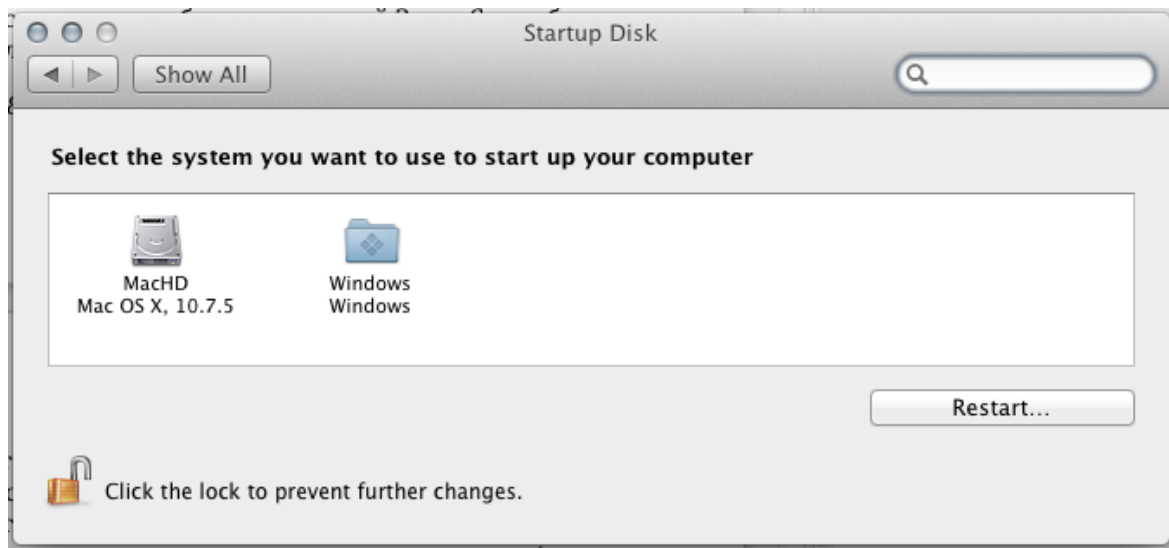 Startup Disk
Show All
Select the system you want to use to start up your computer
MacHD
Mac OS X, 10.7.5
Windows
Windows
Restart...
Click the lock to prevent further changes.